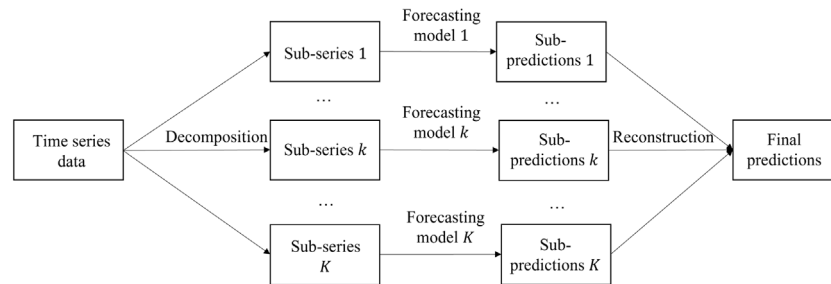 Forecasting
model 1
Sub-series 1
Sub-
predictions 1
...
Forecasting
model k
...
Time series
data
Decomposition
Sub-series k
Sub-
predictions k
Reconstruction
Final
predictions
...
Forecasting
model K
...
Sub-series
K
Sub-
predictions K